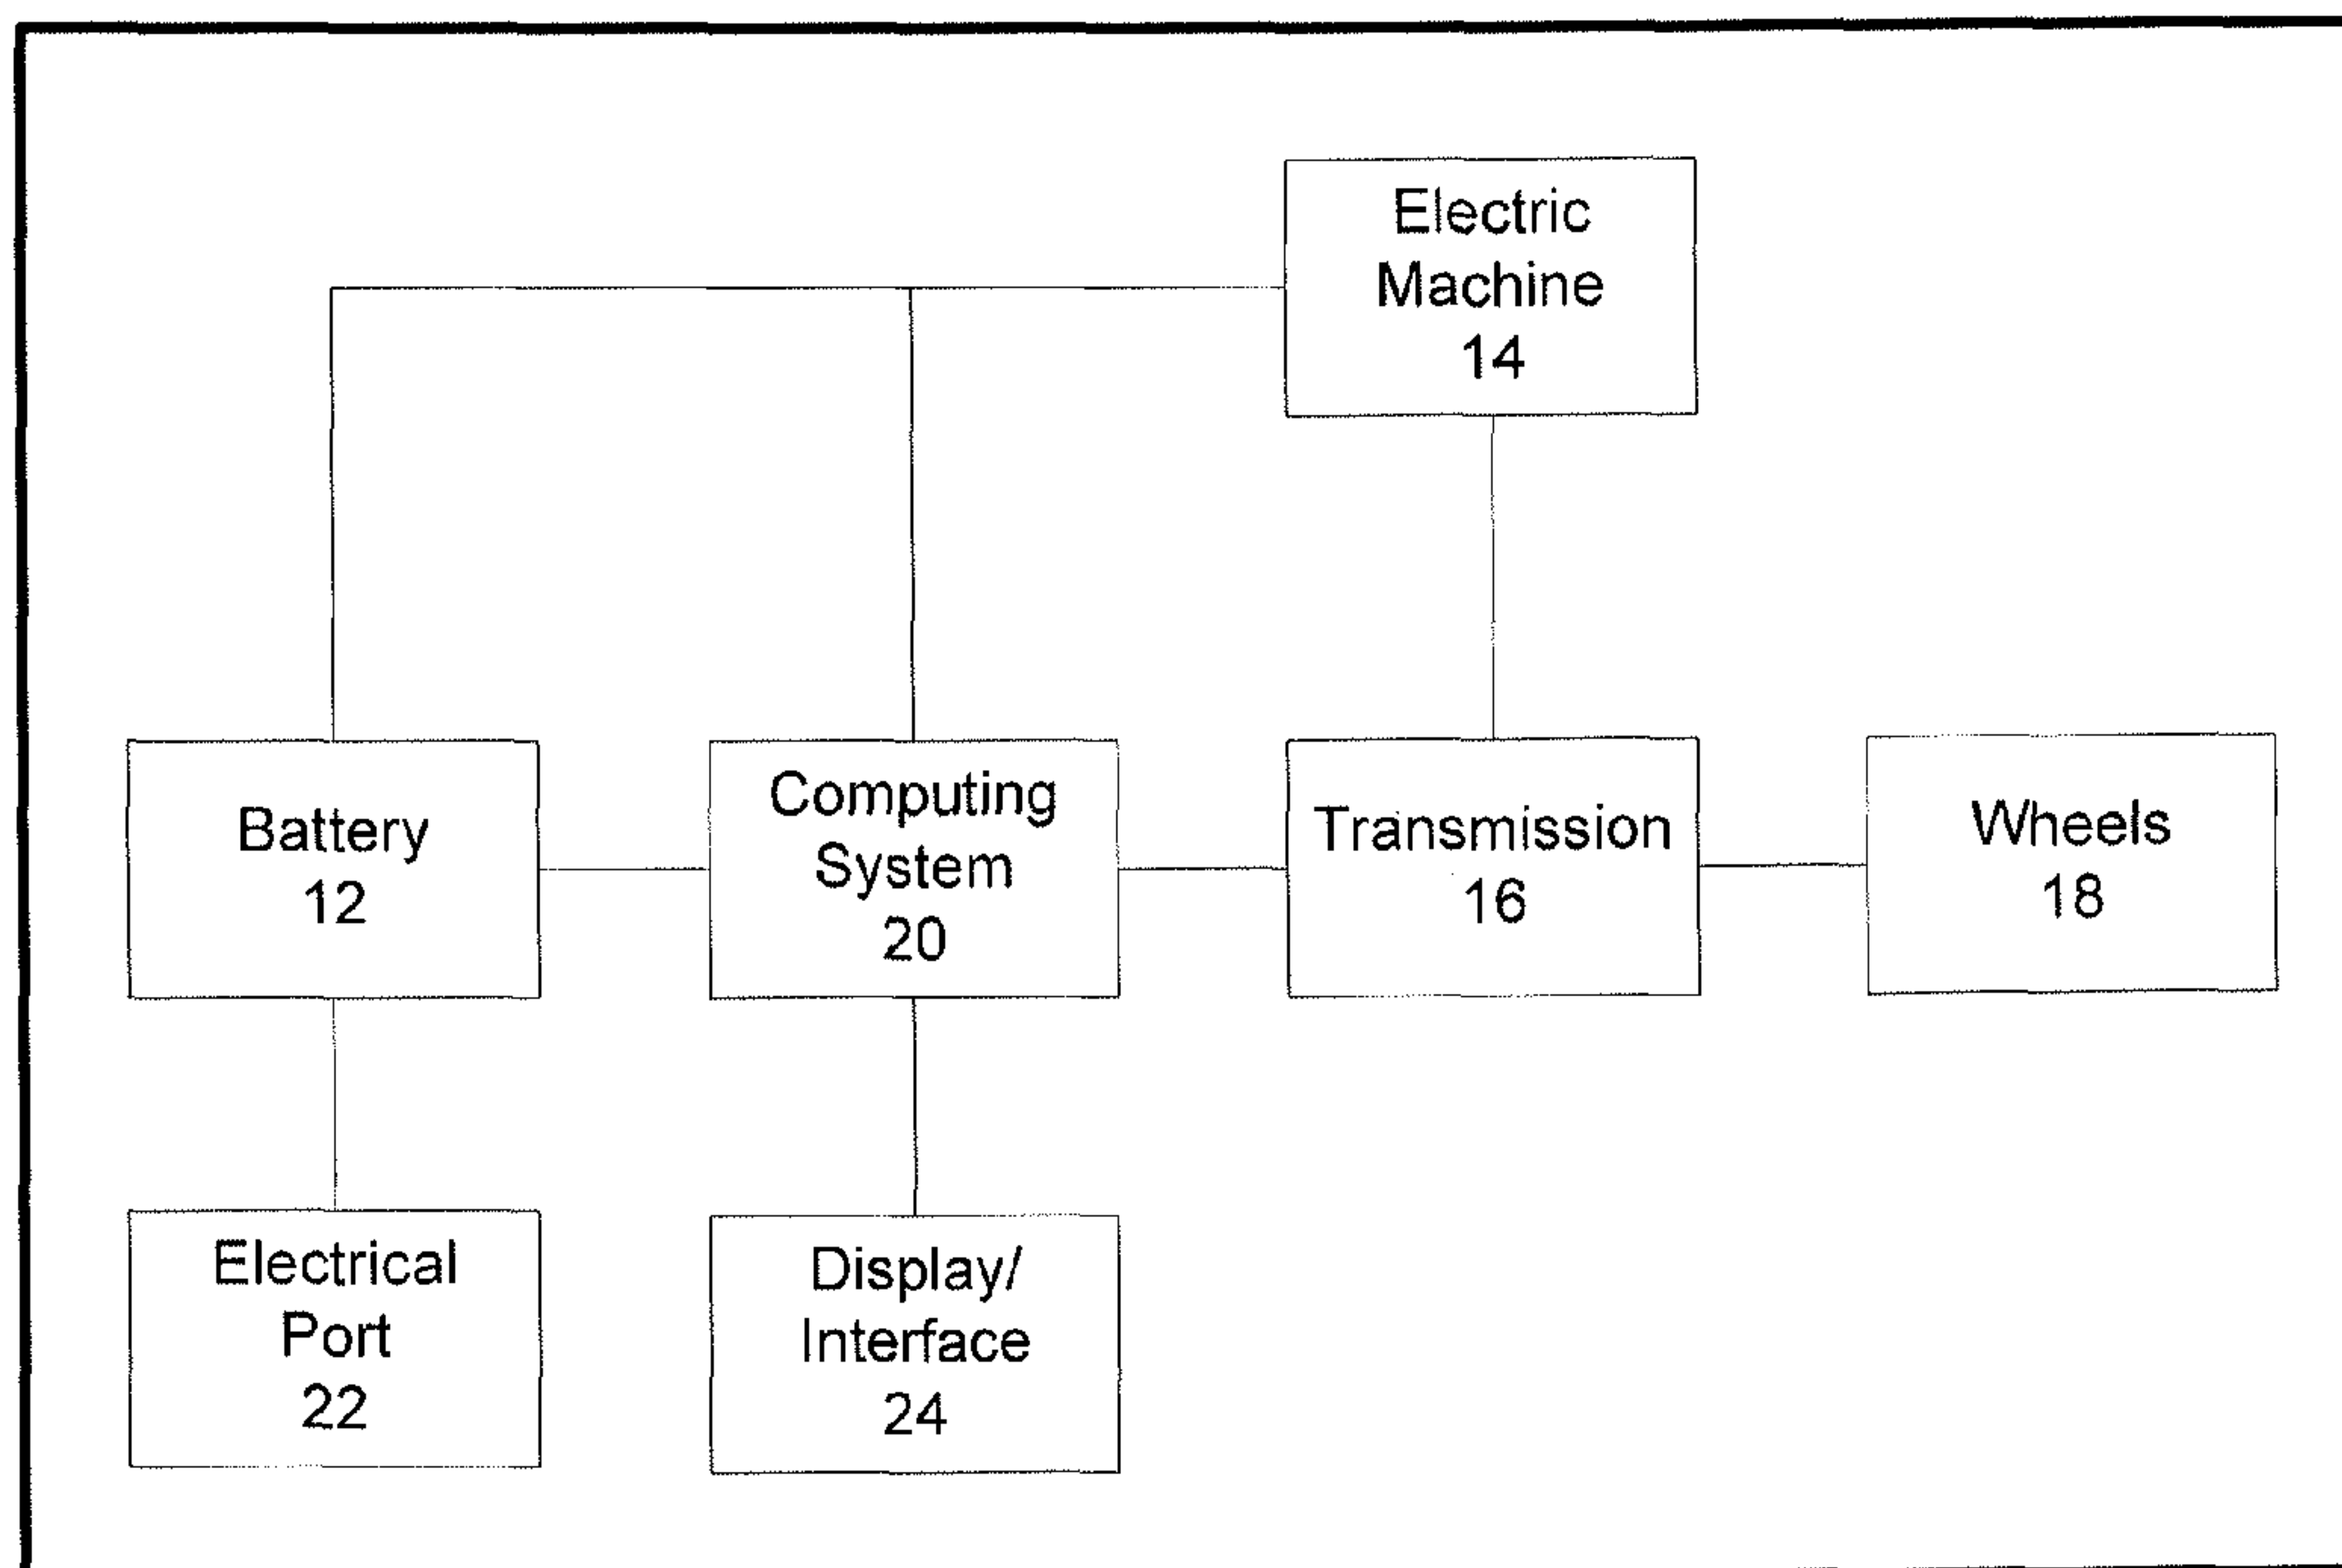 Electric
Machine
14
Battery
12
Computing
System
20
Transmission
16
Wheels
18
Electrical
Port
22
Display/
Interface
24